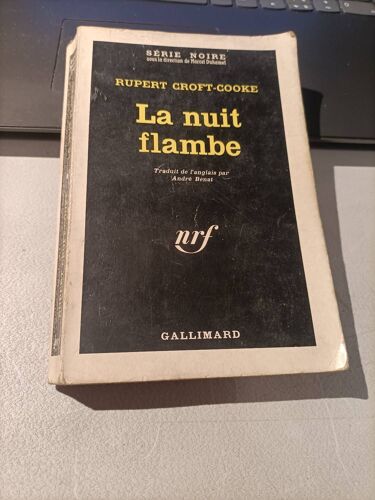 SÉRIE NOIRE
sous la direction de Marcel Duhamel
RUPERT CROFT-COOKE
La nuit
flambe
Traduit de l'anglais par
André Benat
nrf
GALLIMARD